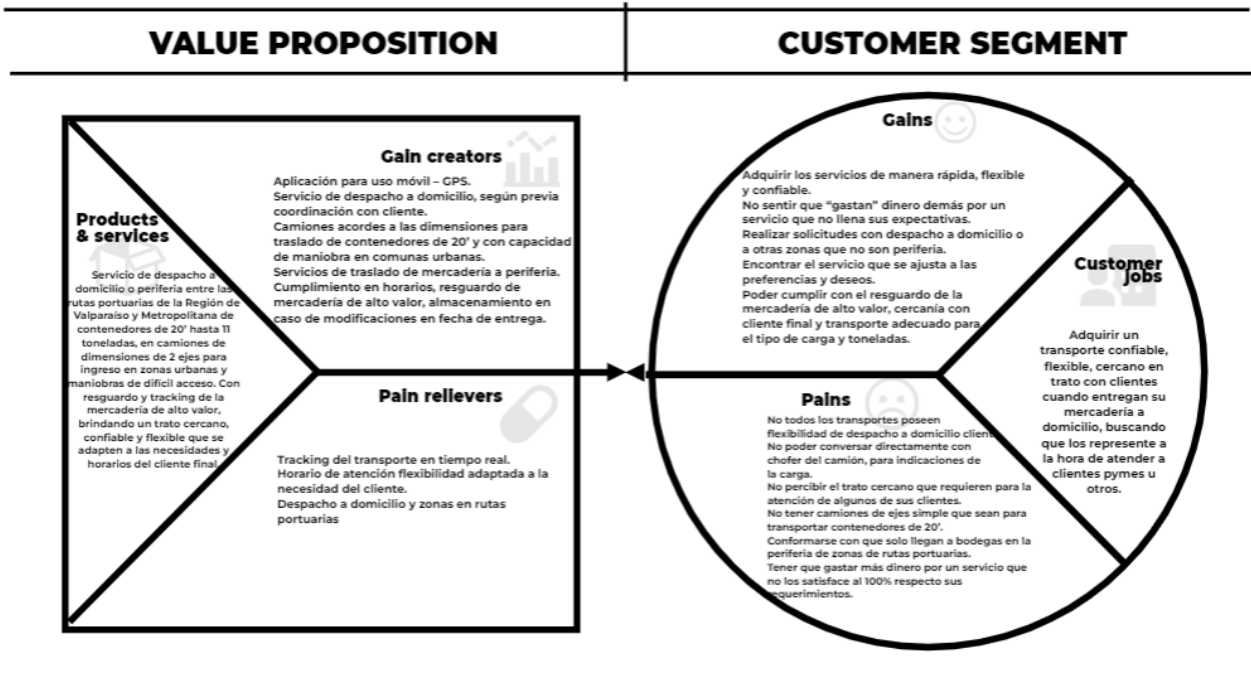 VALUE PROPOSITION
CUSTOMER SEGMENT
Gain creators
Aplicación para uso móvil – GPS.
Servicio de despacho a domicilio, según previa
coordinación con cliente.
Camiones acordes a las dimensiones para
traslado de contenedores de 20’ y con capacidad
de maniobra en comunas urbanas.
Servicios de traslado de mercadería a periferia.
Cumplimiento en horarios, resguardo de
mercadería de alto valor, almacenamiento en
caso de modificaciones en fecha de entrega.
Products
& services
Servicio de despacho a
domicilio o periferia entre las
rutas portuarias de la Región de
Valparaíso y Metropolitana de
contenedores de 20’ hasta 11
toneladas, en camiones de
dimensiones de 2 ejes para
ingreso en zonas urbanas y
maniobras de difícil acceso. Con
resguardo y tracking de la
mercadería de alto valor,
brindando un trato cercano,
confiable y flexible que se
adapten a las necesidades y
horarios del cliente final.
Pain relievers
Tracking del transporte en tiempo real.
Horario de atención flexibilidad adaptada a la
necesidad del cliente.
Despacho a domicilio y zonas en rutas
portuarias
Gains
Adquirir los servicios de manera rápida, flexible
y confiable.
No sentir que “gastan” dinero demás por un
servicio que no llena sus expectativas.
Realizar solicitudes con despacho a domicilio o
a otras zonas que no son periferia.
Encontrar el servicio que se ajusta a las
preferencias y deseos.
Poder cumplir con el resguardo de la
mercadería de alto valor, cercanía con
cliente final y transporte adecuado para
el tipo de carga y toneladas.
Customer
jobs
Adquirir un
transporte confiable,
flexible, cercano en
trato con clientes
cuando entregan su
mercadería a
domicilio, buscando
que los represente a
la hora de atender a
clientes pymes u
otros.
Pains
No todos los transportes poseen
flexibilidad de despacho a domicilio client
No poder conversar directamente con
chofer del camión, para indicaciones de
la carga.
No percibir el trato cercano que requieren para la
atención de algunos de sus clientes.
No tener camiones de ejes simple que sean para
transportar contenedores de 20’.
Conformarse con que solo llegan a bodegas en la
periferia de zonas de rutas portuarias.
Tener que gastar más dinero por un servicio que
no los satisface al 100% respecto sus
requerimientos.